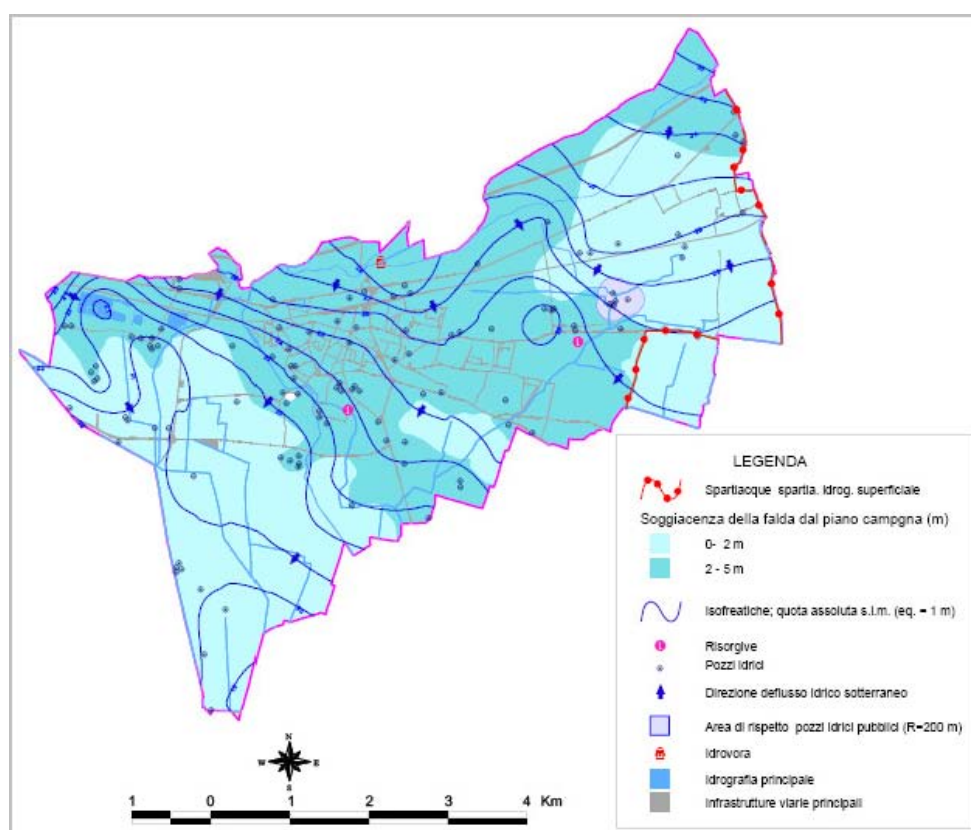 LEGENDA
Spartiacque spartia. idrog. superficiale
Soggiacenza della falda dal piano campgna (m)
0- 2 m
2 - 5 m
Isofreatiche; quota assoluta s.l.m. (eq. = 1 m)
Risorgive
Pozzi idrici
Direzione deflusso idrico sotterraneo
Area di rispetto pozzi idrici pubblici (R=200 m)
Idrovora
Idrografia principale
Infrastrutture viarie principali
N
W E
S
1 0 1 2 3 4 Km